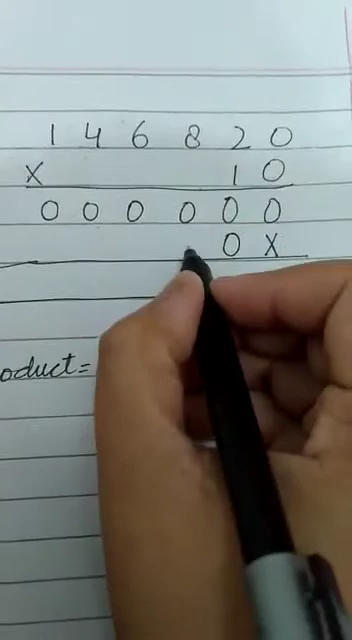 1 4 6 8 2 0
x 1 0
0 0 0 0 0 0
0 x
oduct=